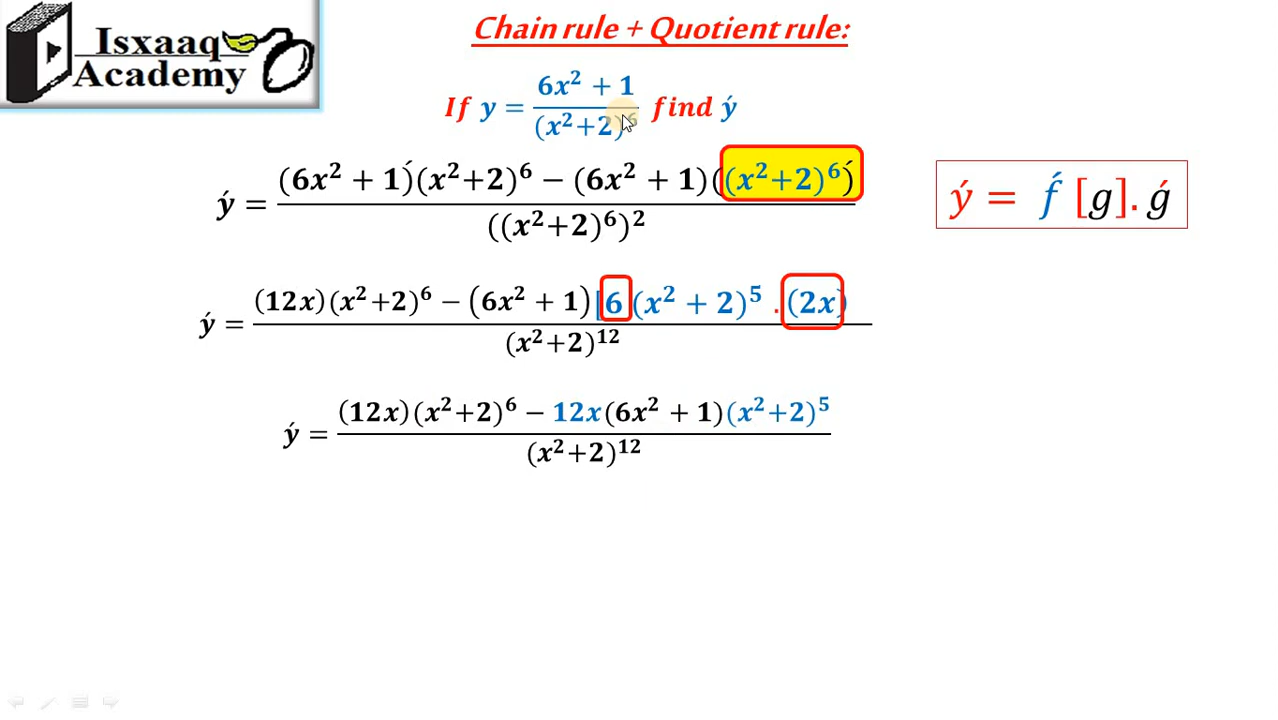 Isxaaq
Academy
Chain rule + Quotient rule:
If y = (6x² + 1)/(x²+2)⁶ find ý
ý = ((6x² + 1)́(x²+2)⁶ − (6x² + 1)((x²+2)⁶)́)/((x²+2)⁶)²
ý = f́ [g]. ǵ
ý = ((12x)(x²+2)⁶ − (6x² + 1)[6(x² + 2)⁵ . (2x))/(x²+2)¹²
ý = ((12x)(x²+2)⁶ − 12x(6x² + 1)(x²+2)⁵)/(x²+2)¹²